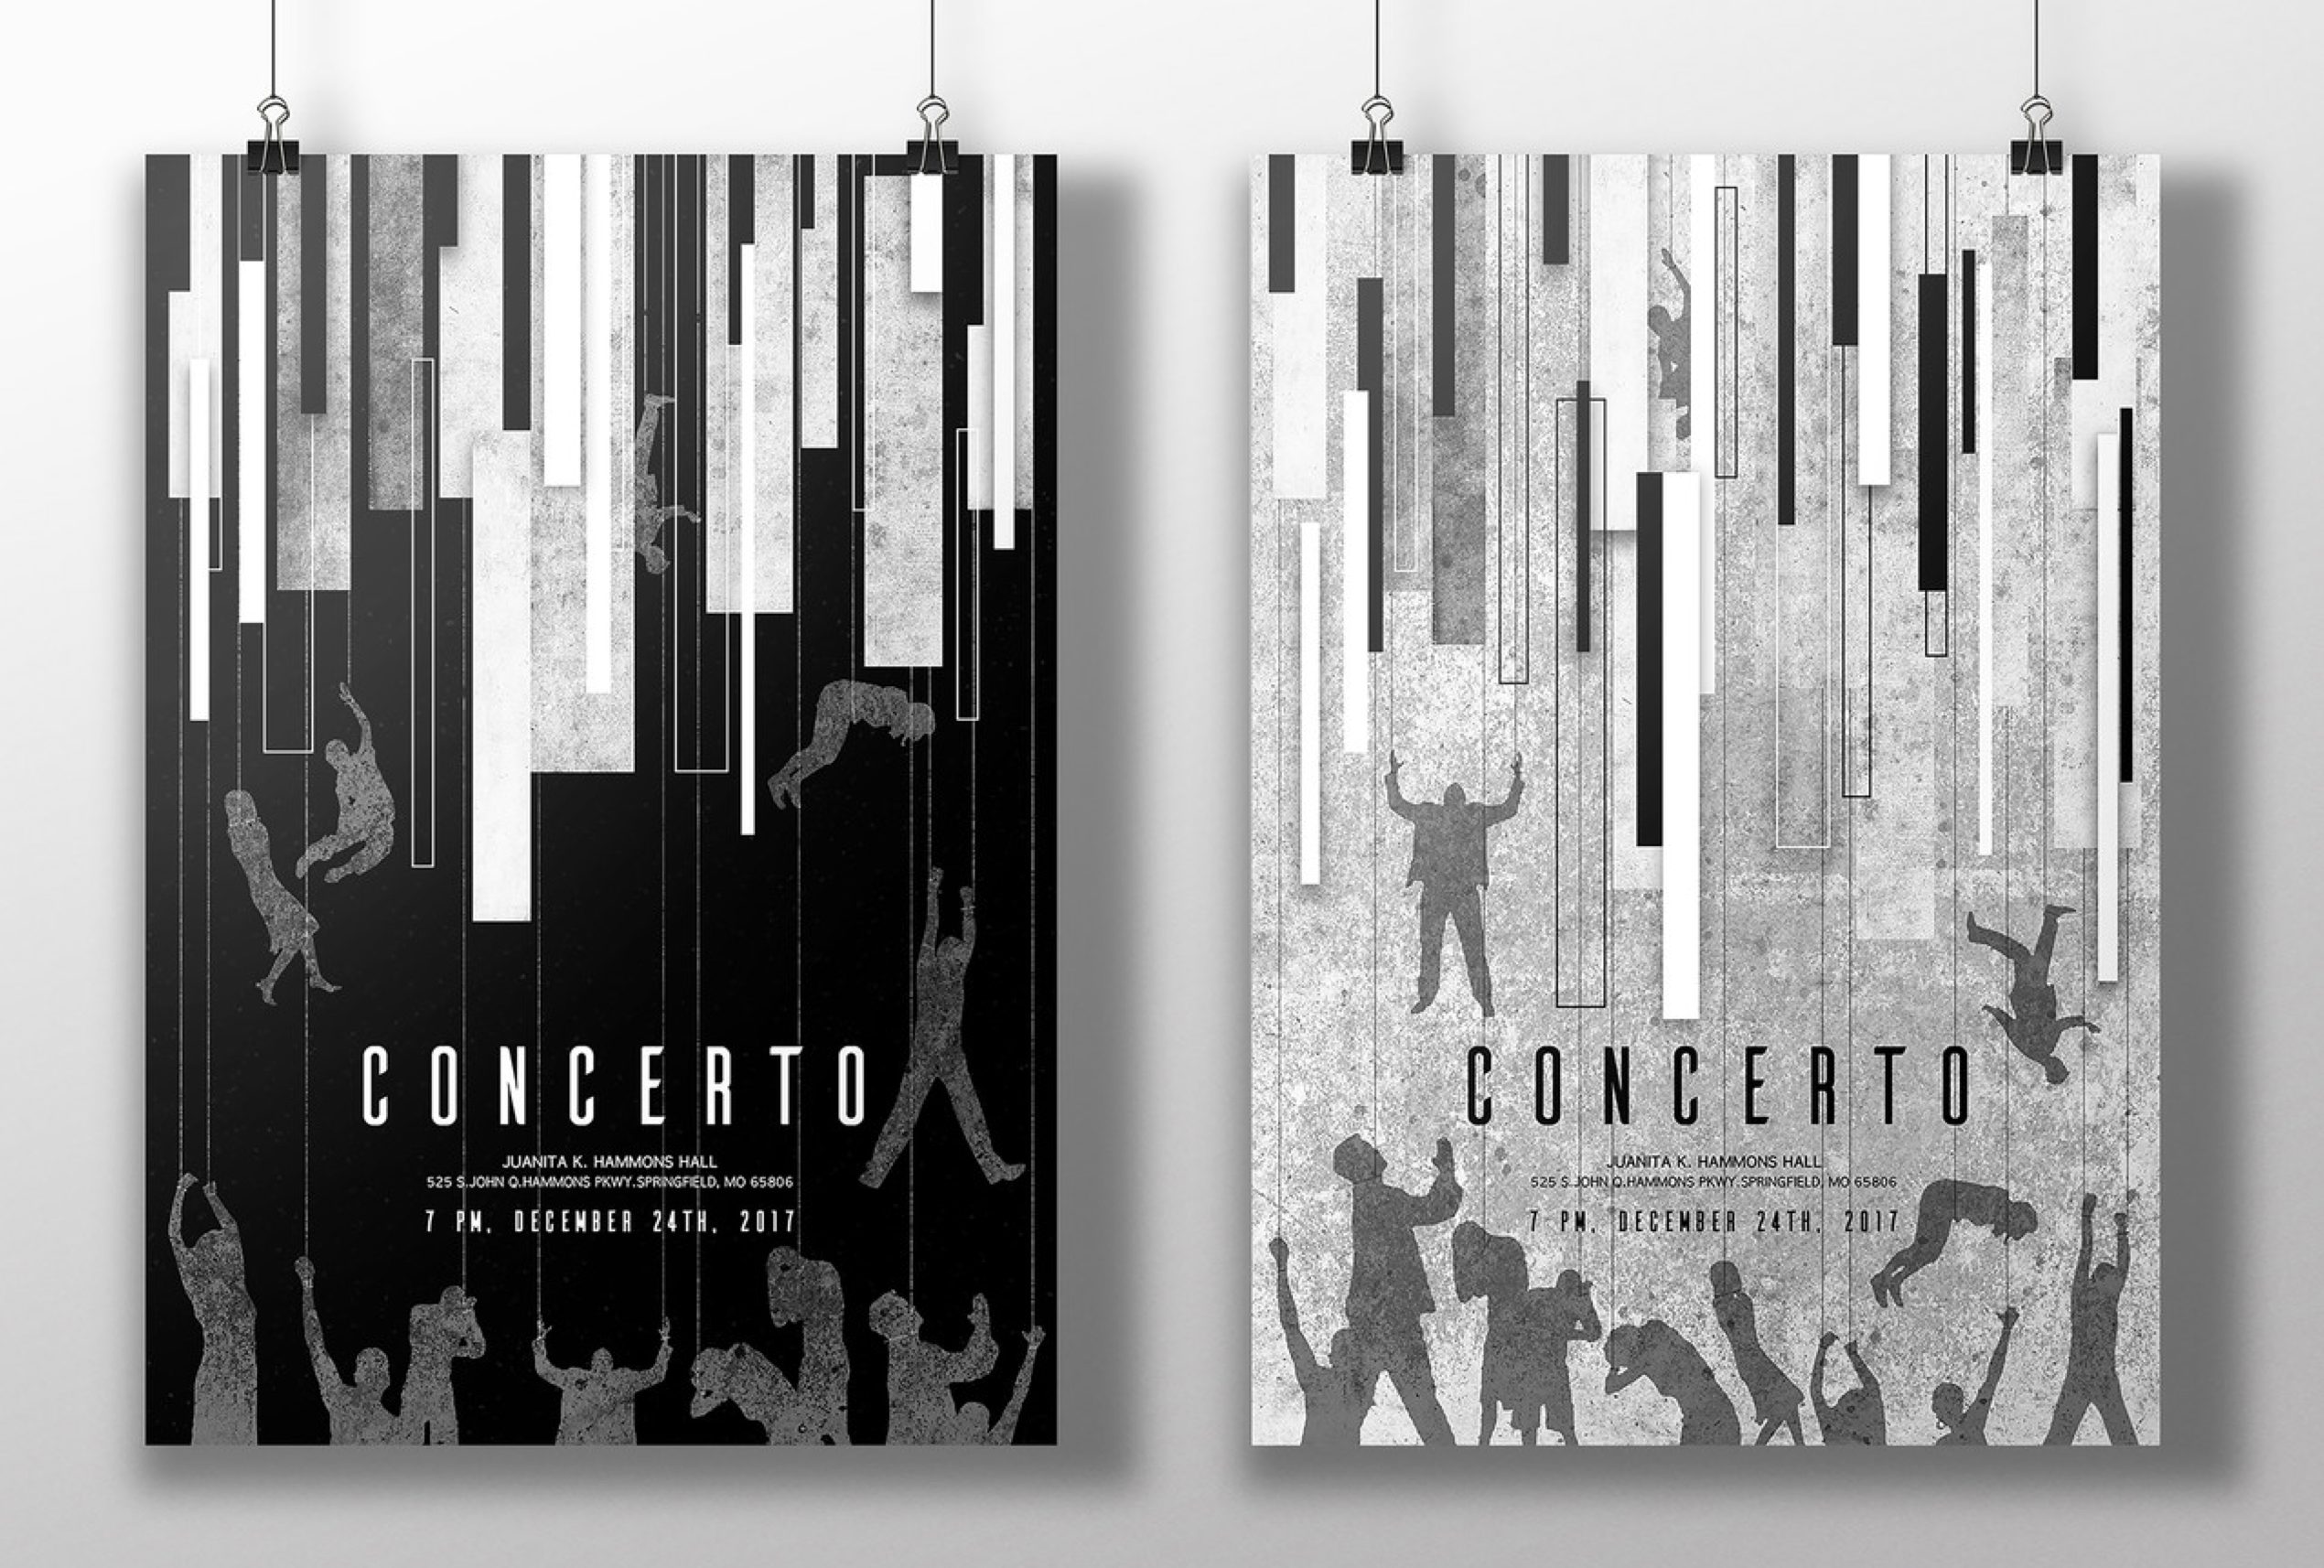 CONCERTO
JUANITA K. HAMMONS HALL
525 S.JOHN Q.HAMMONS PKWY.SPRINGFIELD, MO 65806
7 PM, DECEMBER 24TH, 2017
CONCERTO
JUANITA K. HAMMONS HALL
525 S.JOHN Q.HAMMONS PKWY.SPRINGFIELD, MO 65806
7 PM, DECEMBER 24TH, 2017